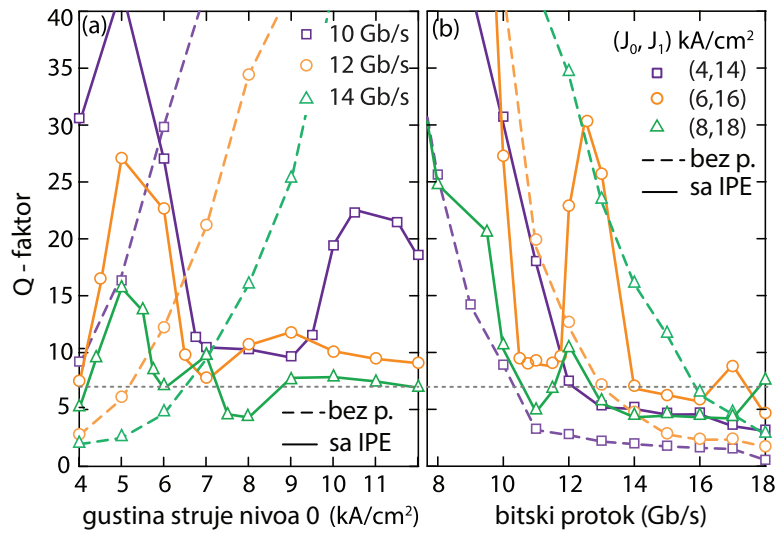 (a)
10 Gb/s
12 Gb/s
14 Gb/s
(b)
(J₀, J₁) kA/cm²
(4,14)
(6,16)
(8,18)
bez p.
sa IPE
bez p.
sa IPE
Q - faktor
40
35
30
25
20
15
10
5
0
4 5 6 7 8 9 10 11
8 10 12 14 16 18
gustina struje nivoa 0 (kA/cm²)
bitski protok (Gb/s)